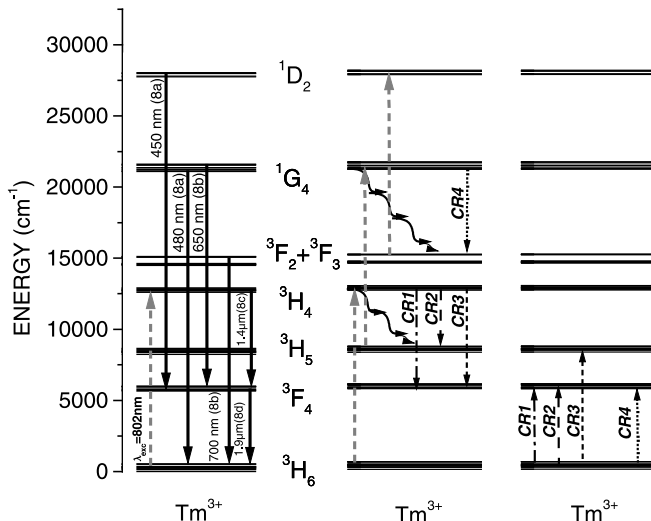 30000
25000
20000
15000
10000
5000
0
ENERGY (cm⁻¹)
¹D₂
¹G₄
³F₂+³F₃
³H₄
³H₅
³F₄
³H₆
450 nm (8a)
480 nm (8a)
650 nm (8b)
1.4μm(8c)
700 nm (8b)
1.9μm(8d)
λexc=802nm
CR4
CR1
CR2
CR3
CR1
CR2
CR3
CR4
Tm³⁺
Tm³⁺
Tm³⁺